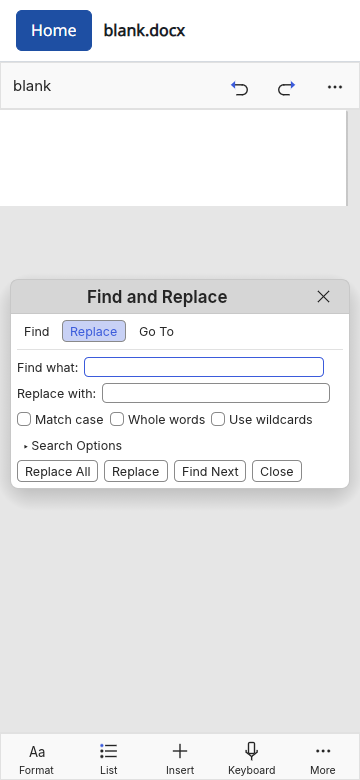 Home blank.docx
blank
Find and Replace
Find Replace Go To
Find what:
Replace with:
Match case Whole words Use wildcards
Search Options
Replace All Replace Find Next Close
Aa
Format List Insert Keyboard More